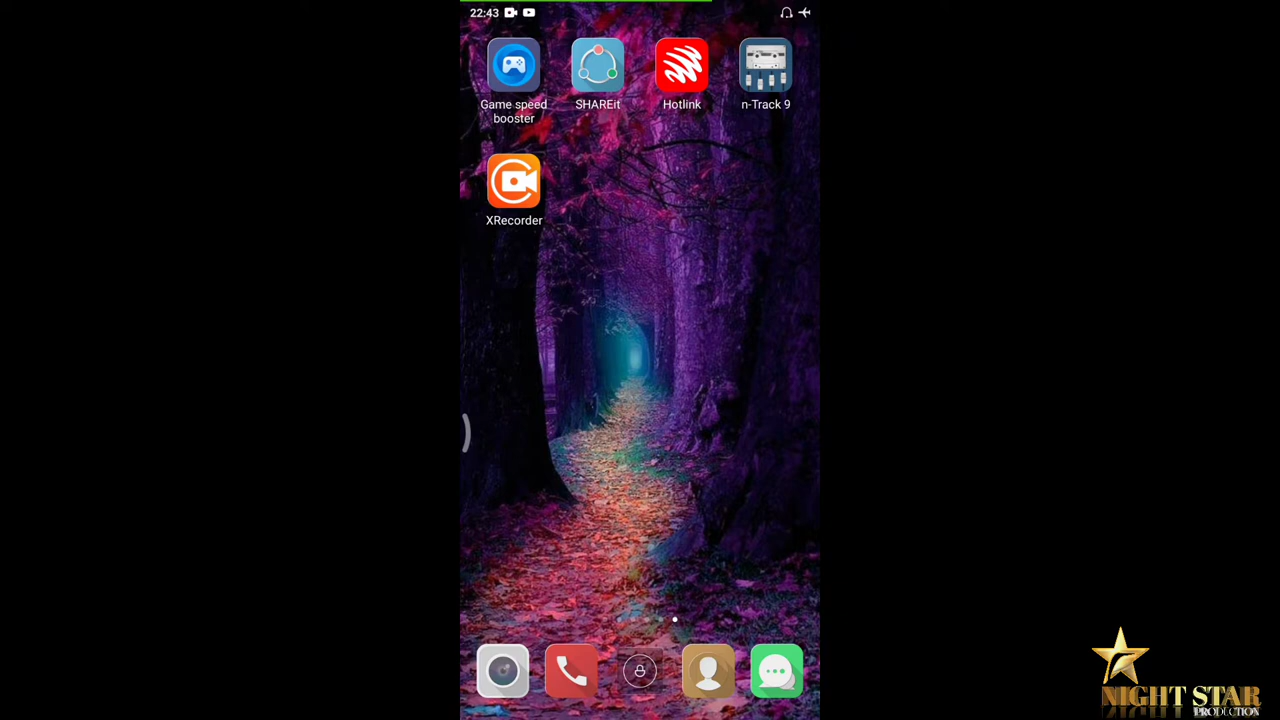 22:43
Game speed
booster
SHAREit
Hotlink
n-Track 9
XRecorder
NIGHT STAR
PRODUCTION